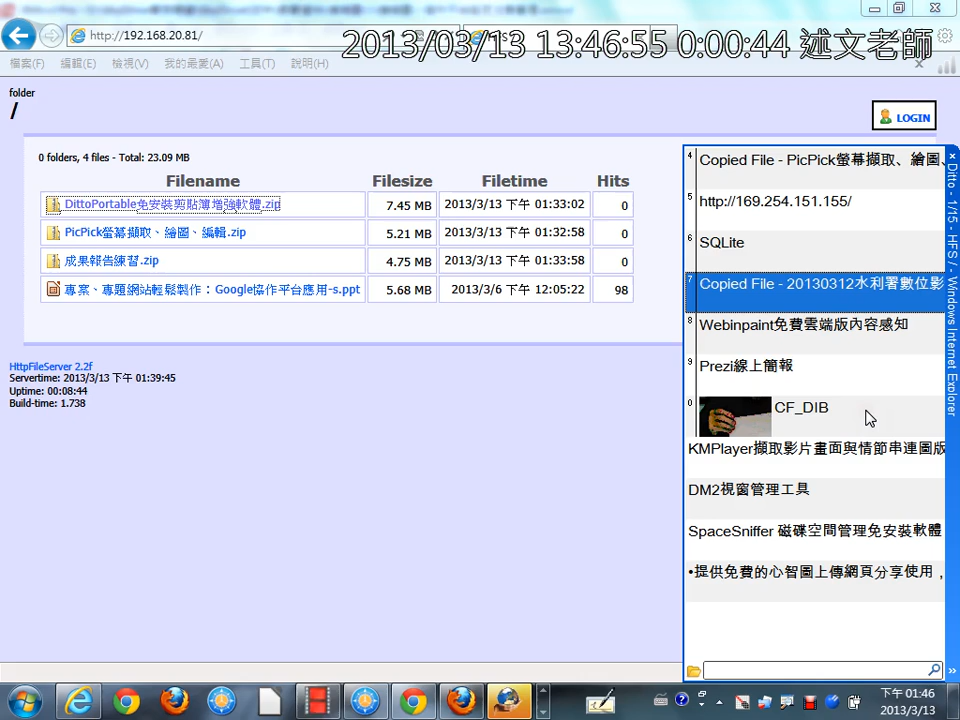 http://192.168.20.81/
2013/03/13 13:46:55 0:00:44 述文老師
檔案(F) 編輯(E) 檢視(V) 我的最愛(A) 工具(T) 說明(H)
folder
/
LOGIN
0 folders, 4 files - Total: 23.09 MB
Filename Filesize Filetime Hits
DittoPortable免安裝剪貼簿增強軟體.zip 7.45 MB 2013/3/13 下午 01:33:02 0
PicPick螢幕擷取、繪圖、編輯.zip 5.21 MB 2013/3/13 下午 01:32:58 0
成果報告練習.zip 4.75 MB 2013/3/13 下午 01:33:58 0
專案、專題網站輕鬆製作：Google協作平台應用-s.ppt 5.68 MB 2013/3/6 下午 12:05:22 98
HttpFileServer 2.2f
Servertime: 2013/3/13 下午 01:39:45
Uptime: 00:08:44
Build-time: 1.738
4 Copied File - PicPick螢幕擷取、繪圖、
5 http://169.254.151.155/
6 SQLite
7 Copied File - 20130312水利署數位影
8 Webinpaint免費雲端版內容感知
9 Prezi線上簡報
0 CF_DIB
KMPlayer擷取影片畫面與情節串連圖版
DM2視窗管理工具
SpaceSniffer 磁碟空間管理免安裝軟體
•提供免費的心智圖上傳網頁分享使用，
Ditto - 1/15 - HFS / - Windows Internet Explorer
下午 01:46
2013/3/13